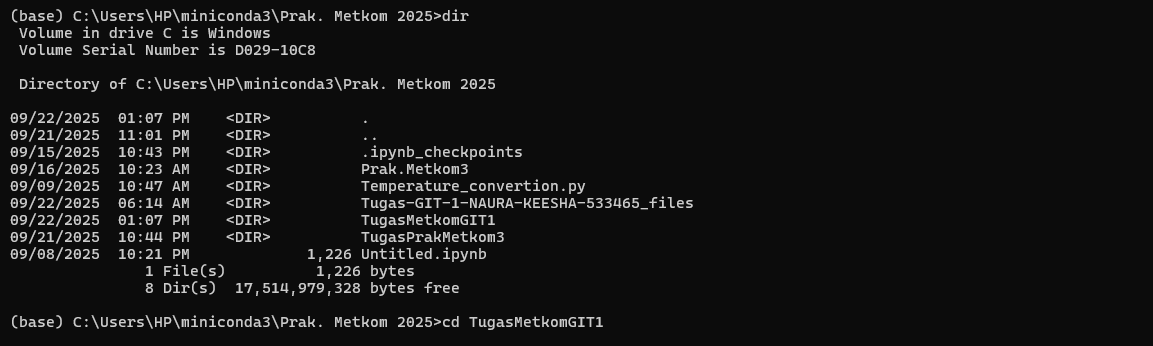 (base) C:\Users\HP\miniconda3\Prak. Metkom 2025>dir
 Volume in drive C is Windows
 Volume Serial Number is D029-10C8

 Directory of C:\Users\HP\miniconda3\Prak. Metkom 2025

09/22/2025  01:07 PM    <DIR>          .
09/21/2025  11:01 PM    <DIR>          ..
09/15/2025  10:43 PM    <DIR>          .ipynb_checkpoints
09/16/2025  10:23 AM    <DIR>          Prak.Metkom3
09/09/2025  10:47 AM    <DIR>          Temperature_convertion.py
09/22/2025  06:14 AM    <DIR>          Tugas-GIT-1-NAURA-KEESHA-533465_files
09/22/2025  01:07 PM    <DIR>          TugasMetkomGIT1
09/21/2025  10:44 PM    <DIR>          TugasPrakMetkom3
09/08/2025  10:21 PM             1,226 Untitled.ipynb
               1 File(s)          1,226 bytes
               8 Dir(s)  17,514,979,328 bytes free

(base) C:\Users\HP\miniconda3\Prak. Metkom 2025>cd TugasMetkomGIT1